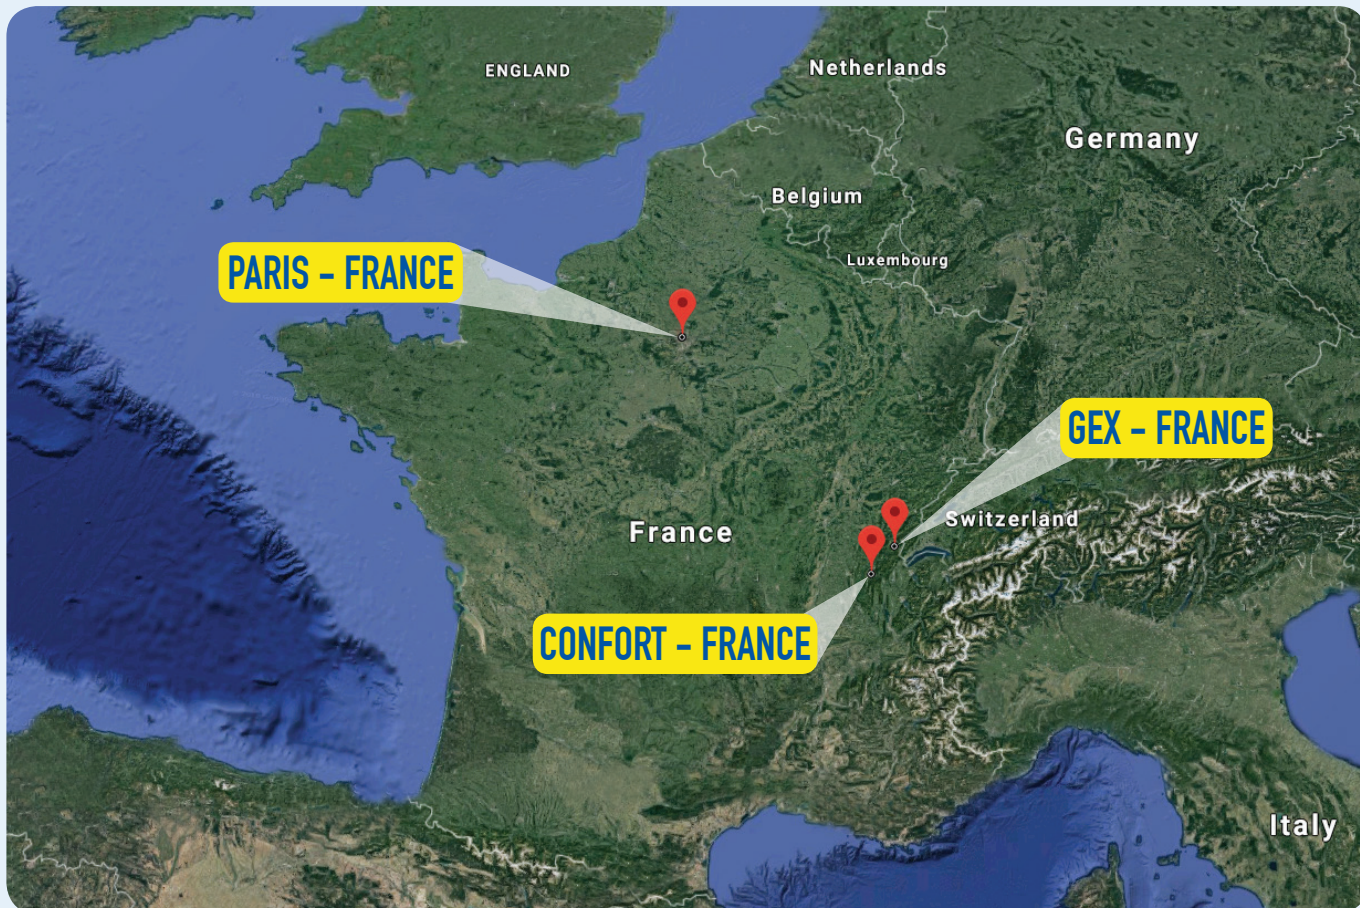 ENGLAND
Netherlands
Germany
Belgium
Luxembourg
PARIS – FRANCE
GEX – FRANCE
Switzerland
France
CONFORT – FRANCE
Italy